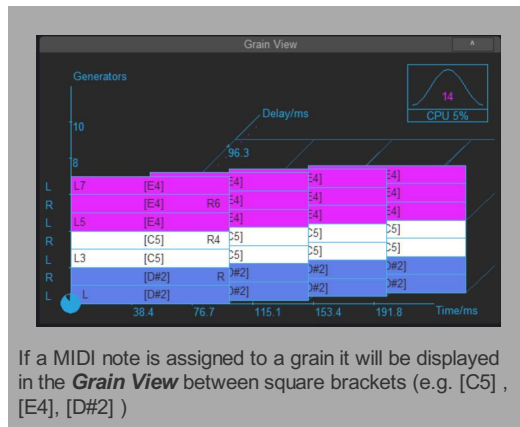 Grain View ^
Generators
14
CPU 5%
Delay/ms
10
96.3
8
L L7 [E4] E4] E4] E4]
R [E4] R6 E4] E4] E4]
L L5 [E4] E4] E4] E4]
R [C5] R4 C5] C5] C5]
L L3 [C5] C5] C5] C5]
R [D#2] R D#2] D#2] D#2]
L L [D#2] D#2] D#2] D#2]
38.4 76.7 115.1 153.4 191.8 Time/ms
If a MIDI note is assigned to a grain it will be displayed
in the Grain View between square brackets (e.g. [C5] ,
[E4], [D#2] )